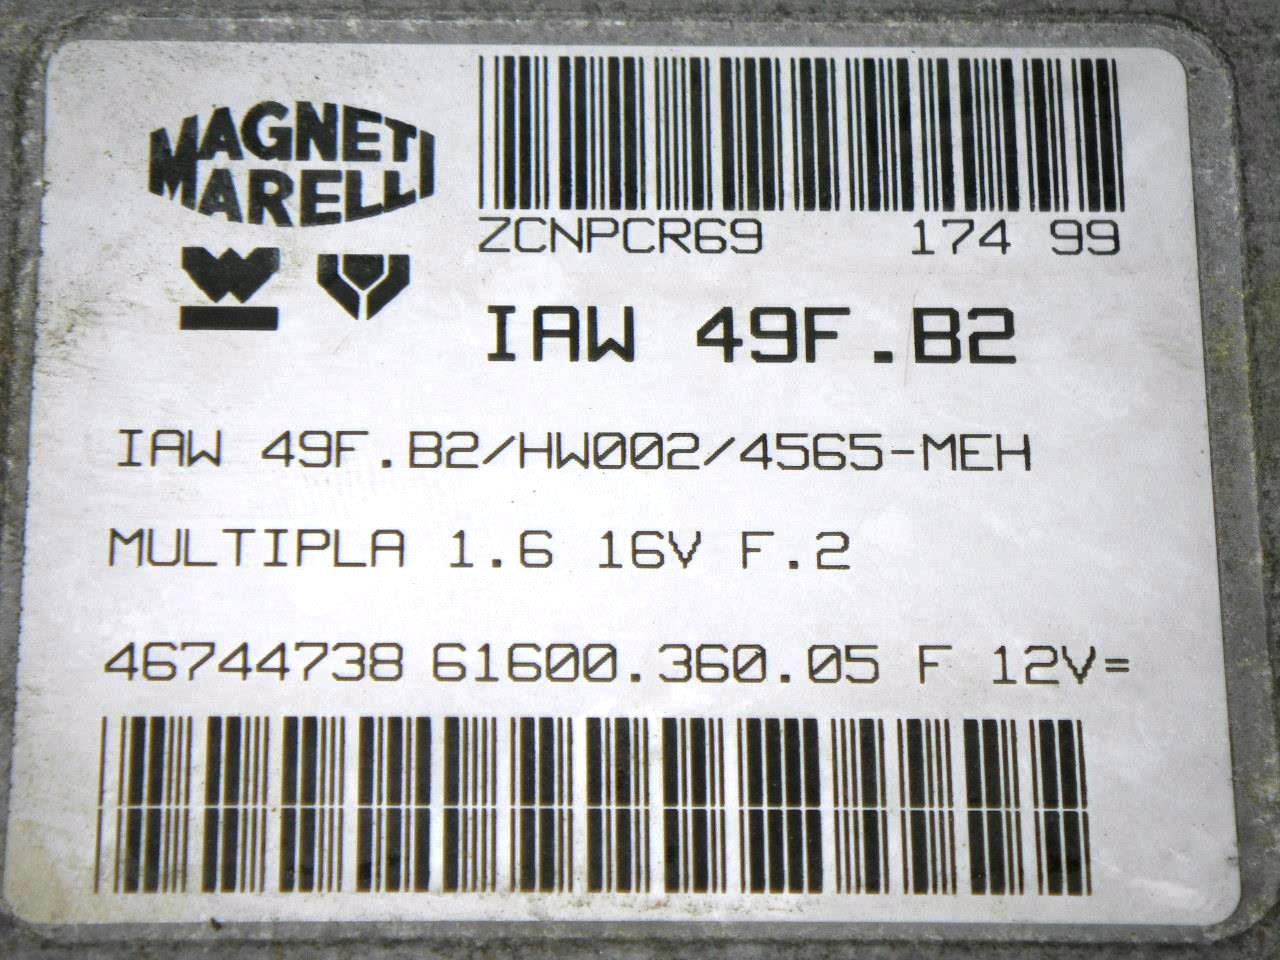 MAGNETI
MARELLI
ZCNPCR69 174 99
IAW 49F.B2
IAW 49F.B2/HW002/4565-MEH
MULTIPLA 1.6 16V F.2
46744738 61600.360.05 F 12V=